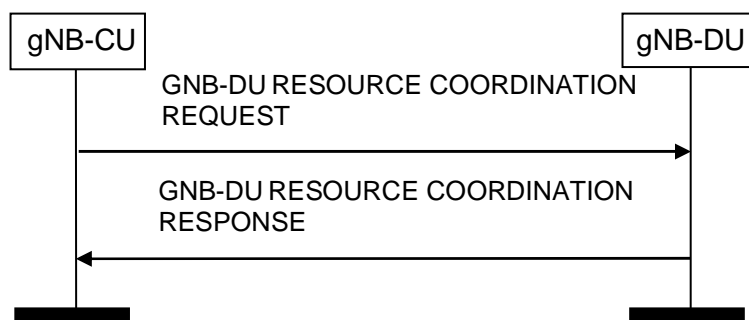 gNB-CU
gNB-DU
GNB-DU RESOURCE COORDINATION
REQUEST
GNB-DU RESOURCE COORDINATION
RESPONSE